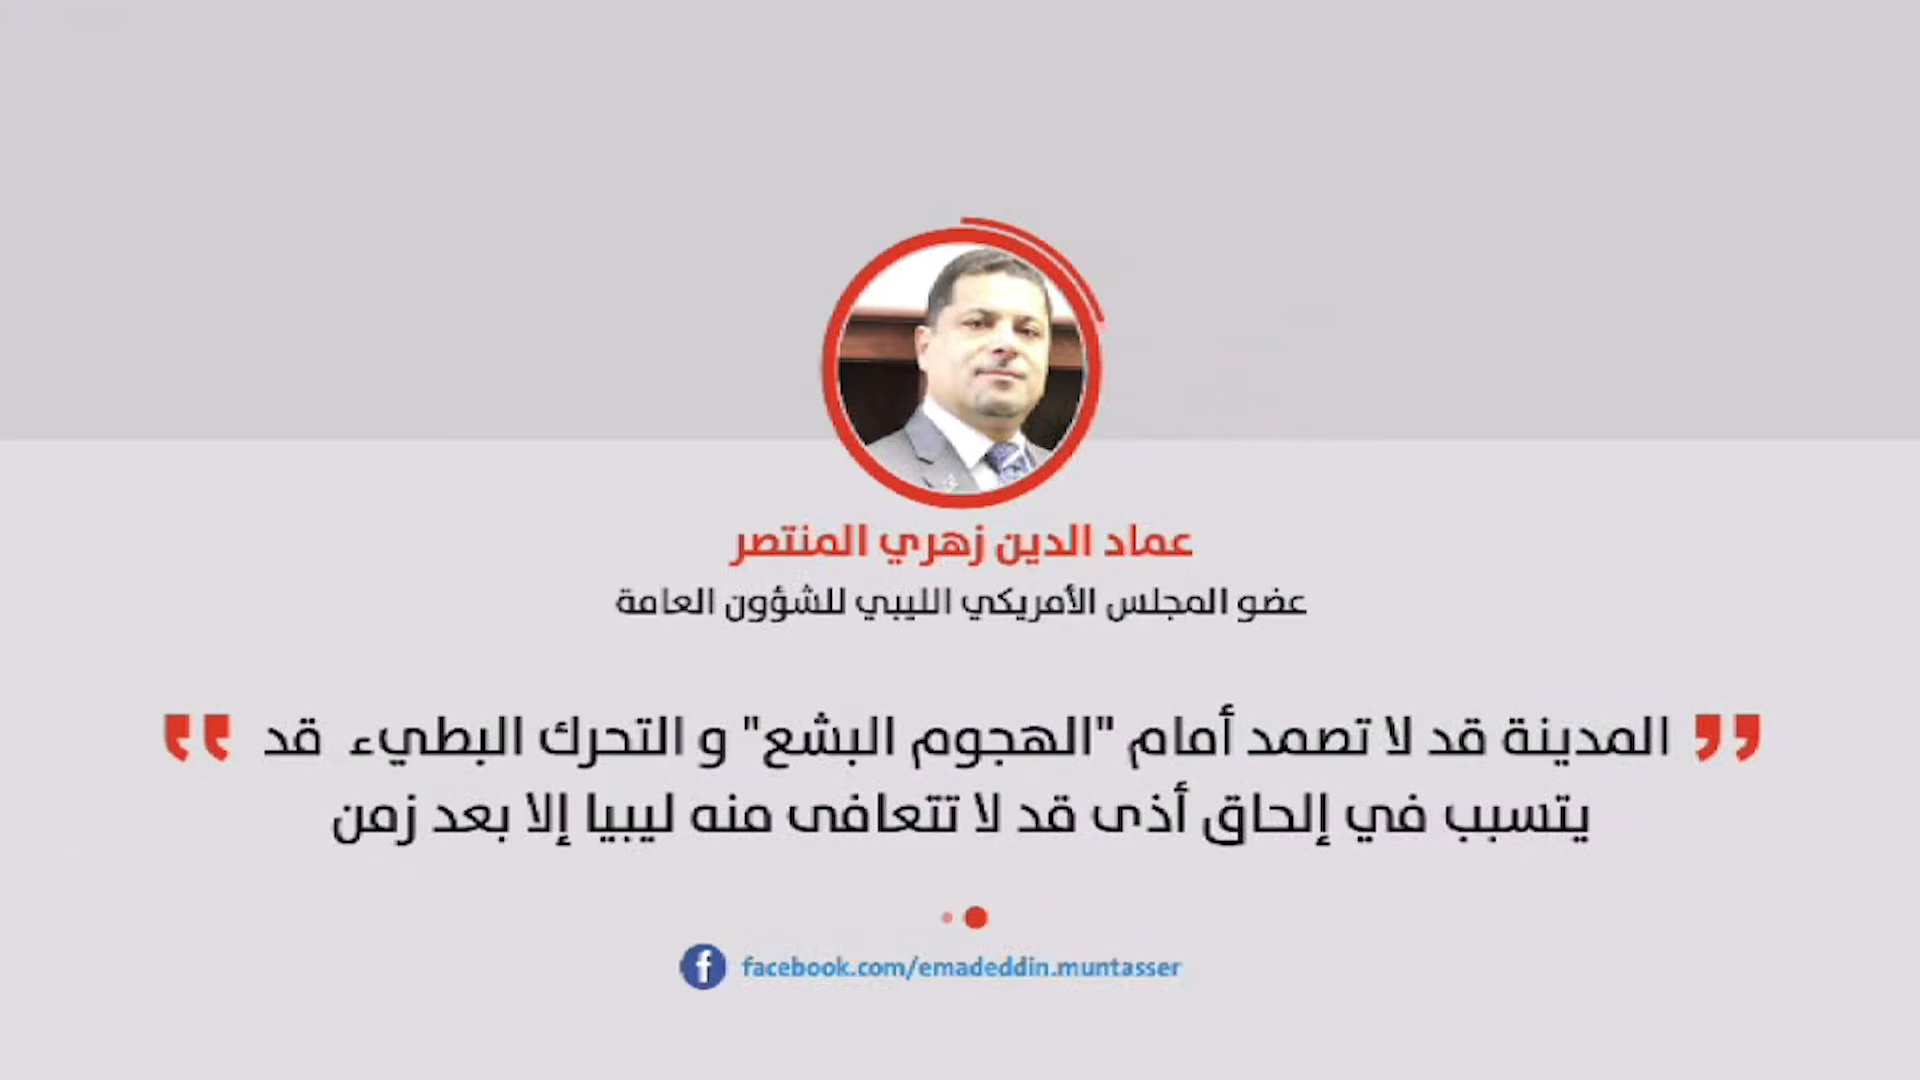 عماد الدين زهري المنتصر
عضو المجلس الأمريكي الليبي للشؤون العامة
المدينة قد لا تصمد أمام "الهجوم البشع" و التحرك البطيء قد
يتسبب في إلحاق أذى قد لا تتعافى منه ليبيا إلا بعد زمن
facebook.com/emadeddin.muntasser